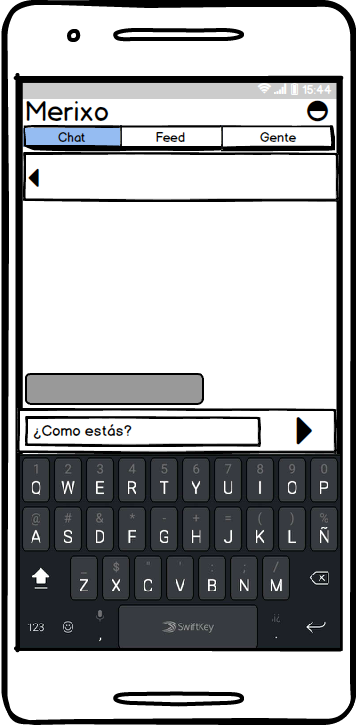 15:44
Merixo
Chat Feed Gente
¿Como estás?
1 2 3 4 5 6 7 8 9 0
Q W E R T Y U I O P
@ # & * - + = ( ) %
A S D F G H J K L Ñ
_ $ " ' : ; /
Z X C V B N M
123 , SwiftKey .¿¡ .